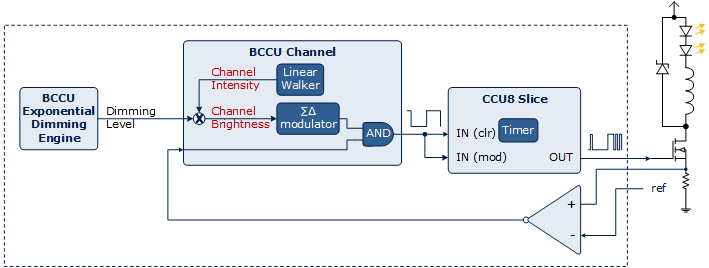 BCCU Channel
Channel
Intensity
Linear
Walker
BCCU
Exponential
Dimming
Engine
Dimming
Level
Channel
Brightness
ΣΔ
modulator
AND
CCU8 Slice
IN (clr)
Timer
IN (mod)
OUT
+
-
ref